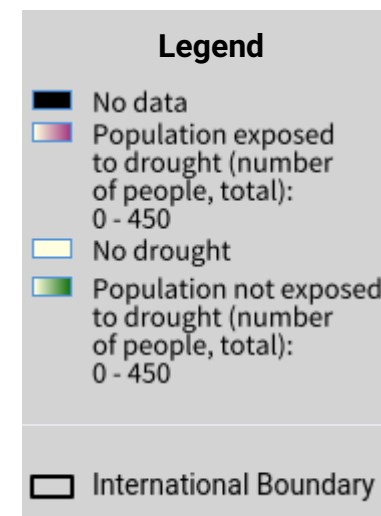 Legend
No data
Population exposed
to drought (number
of people, total):
0 - 450
No drought
Population not exposed
to drought (number
of people, total):
0 - 450
International Boundary